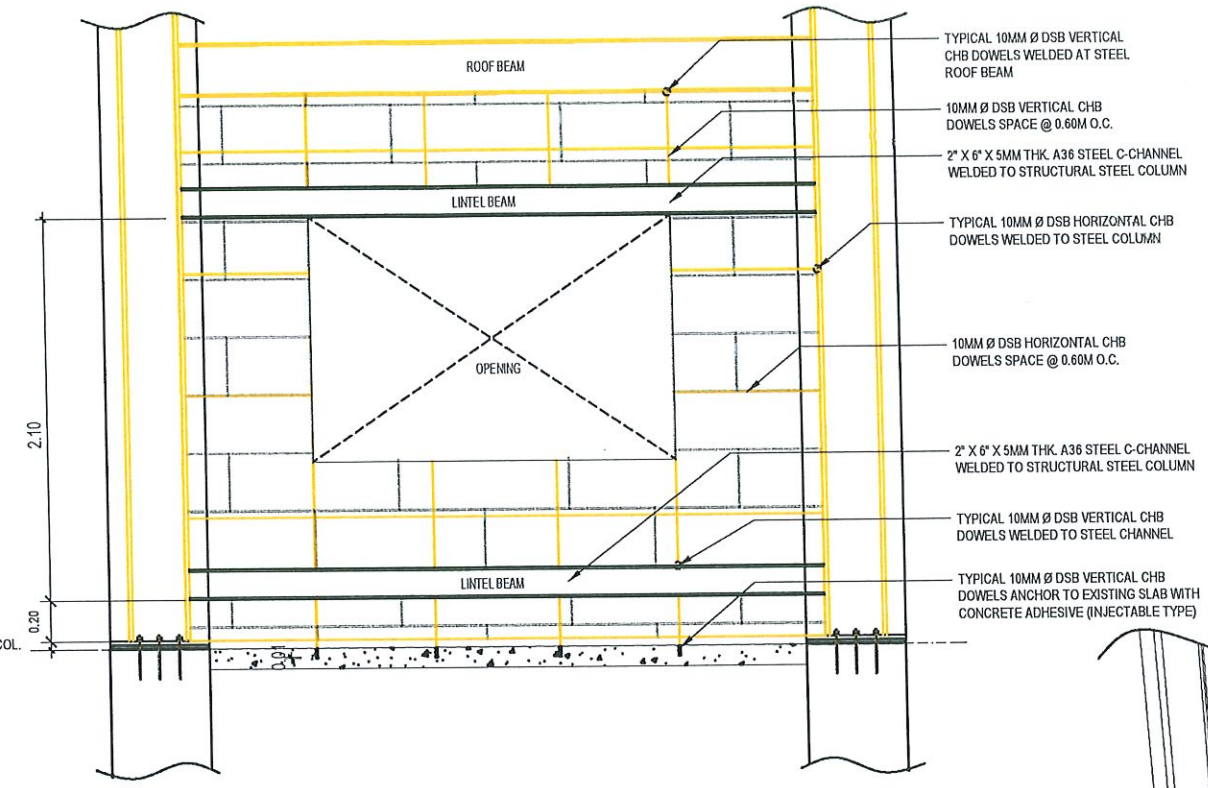 TYPICAL 10MM Ø DSB VERTICAL
CHB DOWELS WELDED AT STEEL
ROOF BEAM
ROOF BEAM
10MM Ø DSB VERTICAL CHB
DOWELS SPACE @ 0.60M O.C.
2" X 6" X 5MM THK. A36 STEEL C-CHANNEL
WELDED TO STRUCTURAL STEEL COLUMN
LINTEL BEAM
TYPICAL 10MM Ø DSB HORIZONTAL CHB
DOWELS WELDED TO STEEL COLUMN
10MM Ø DSB HORIZONTAL CHB
DOWELS SPACE @ 0.60M O.C.
OPENING
2.10
2" X 6" X 5MM THK. A36 STEEL C-CHANNEL
WELDED TO STRUCTURAL STEEL COLUMN
TYPICAL 10MM Ø DSB VERTICAL CHB
DOWELS WELDED TO STEEL CHANNEL
LINTEL BEAM
TYPICAL 10MM Ø DSB VERTICAL CHB
DOWELS ANCHOR TO EXISTING SLAB WITH
CONCRETE ADHESIVE (INJECTABLE TYPE)
0.20
COL.